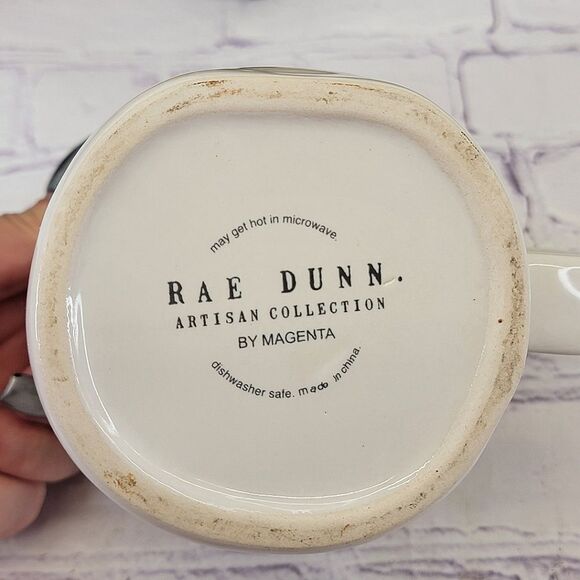 may get hot in microwave.
RAE DUNN.
ARTISAN COLLECTION
BY MAGENTA
dishwasher safe. made in china.